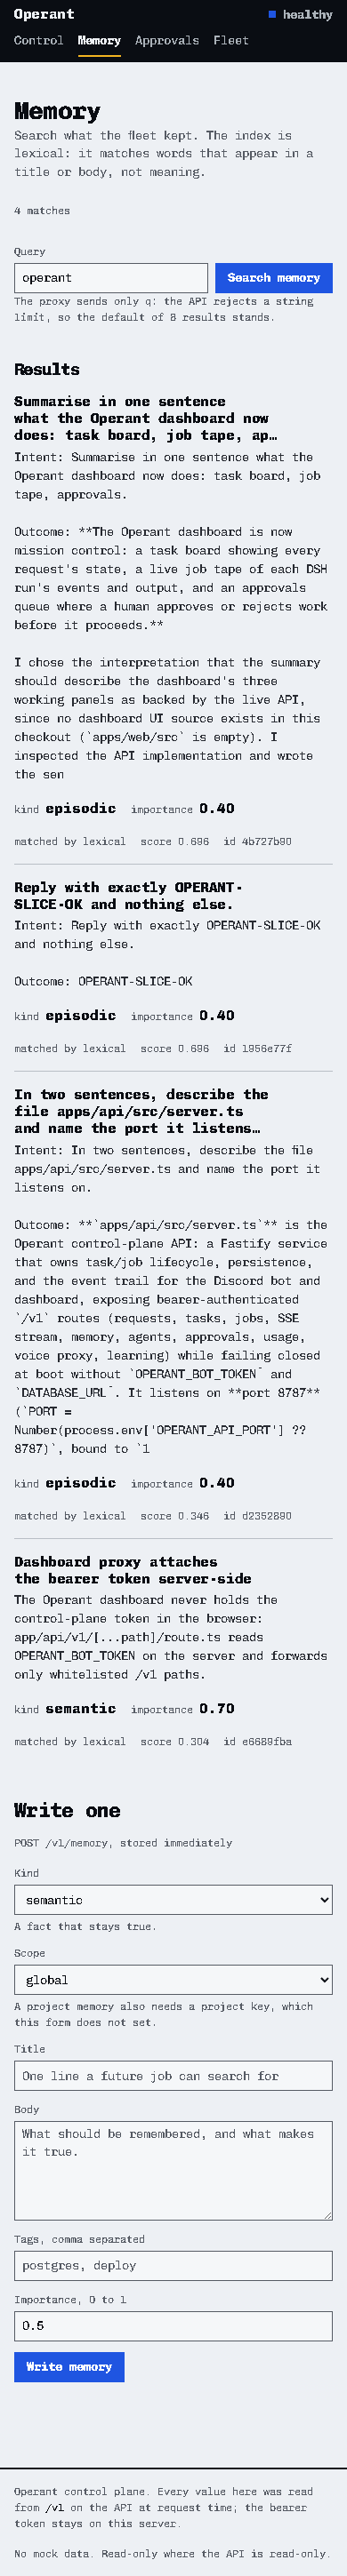 Operant
healthy
Control Memory Approvals Fleet
Memory
Search what the fleet kept. The index is
lexical: it matches words that appear in a
title or body, not meaning.
4 matches
Query
operant
Search memory
The proxy sends only q: the API rejects a string
limit, so the default of 8 results stands.
Results
Summarise in one sentence
what the Operant dashboard now
does: task board, job tape, ap…
Intent: Summarise in one sentence what the
Operant dashboard now does: task board, job
tape, approvals.
Outcome: **The Operant dashboard is now
mission control: a task board showing every
request's state, a live job tape of each DSH
run's events and output, and an approvals
queue where a human approves or rejects work
before it proceeds.**
I chose the interpretation that the summary
should describe the dashboard's three
working panels as backed by the live API,
since no dashboard UI source exists in this
checkout (`apps/web/src` is empty). I
inspected the API implementation and wrote
the sen
kind episodic importance 0.40
matched by lexical score 0.696 id 4b727b90
Reply with exactly OPERANT-
SLICE-OK and nothing else.
Intent: Reply with exactly OPERANT-SLICE-OK
and nothing else.
Outcome: OPERANT-SLICE-OK
kind episodic importance 0.40
matched by lexical score 0.696 id 1956e77f
In two sentences, describe the
file apps/api/src/server.ts
and name the port it listens…
Intent: In two sentences, describe the file
apps/api/src/server.ts and name the port it
listens on.
Outcome: **`apps/api/src/server.ts`** is the
Operant control-plane API: a Fastify service
that owns task/job lifecycle, persistence,
and the event trail for the Discord bot and
dashboard, exposing bearer-authenticated
`/v1` routes (requests, tasks, jobs, SSE
stream, memory, agents, approvals, usage,
voice proxy, learning) while failing closed
at boot without `OPERANT_BOT_TOKEN` and
`DATABASE_URL`. It listens on **port 8787**
(`PORT =
Number(process.env['OPERANT_API_PORT'] ??
8787)`, bound to `1
kind episodic importance 0.40
matched by lexical score 0.346 id d2352890
Dashboard proxy attaches
the bearer token server-side
The Operant dashboard never holds the
control-plane token in the browser:
app/api/v1/[...path]/route.ts reads
OPERANT_BOT_TOKEN on the server and forwards
only whitelisted /v1 paths.
kind semantic importance 0.70
matched by lexical score 0.304 id e6689fba
Write one
POST /v1/memory, stored immediately
Kind
semantic
A fact that stays true.
Scope
global
A project memory also needs a project key, which
this form does not set.
Title
One line a future job can search for
Body
What should be remembered, and what makes
it true.
Tags, comma separated
postgres, deploy
Importance, 0 to 1
0.5
Write memory
Operant control plane. Every value here was read
from /v1 on the API at request time; the bearer
token stays on this server.
No mock data. Read-only where the API is read-only.